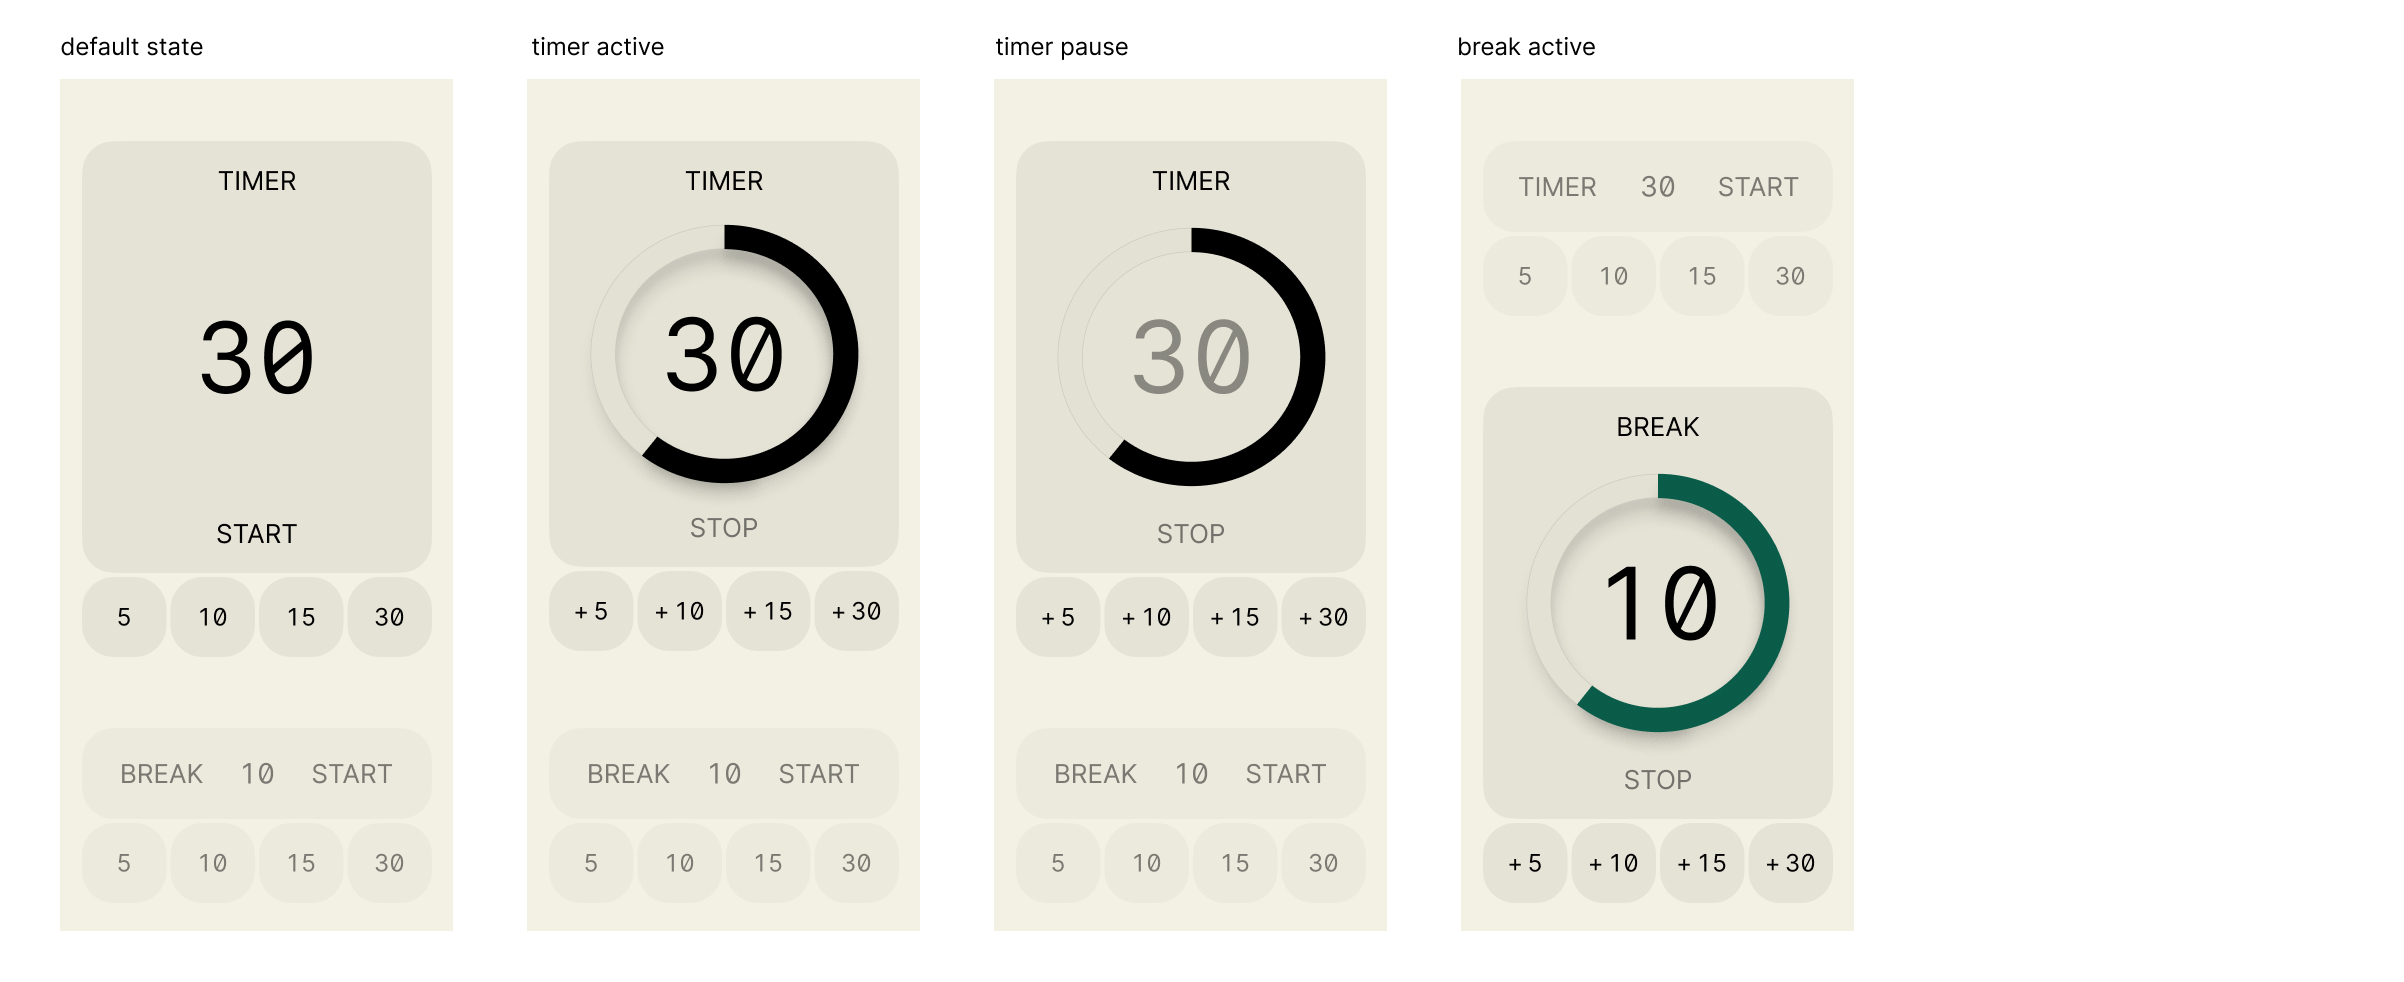 default state
TIMER
30
START
5 10 15 30
BREAK 10 START
5 10 15 30
timer active
TIMER
30
STOP
+ 5 + 10 + 15 + 30
BREAK 10 START
5 10 15 30
timer pause
TIMER
30
STOP
+ 5 + 10 + 15 + 30
BREAK 10 START
5 10 15 30
break active
TIMER 30 START
5 10 15 30
BREAK
10
STOP
+ 5 + 10 + 15 + 30